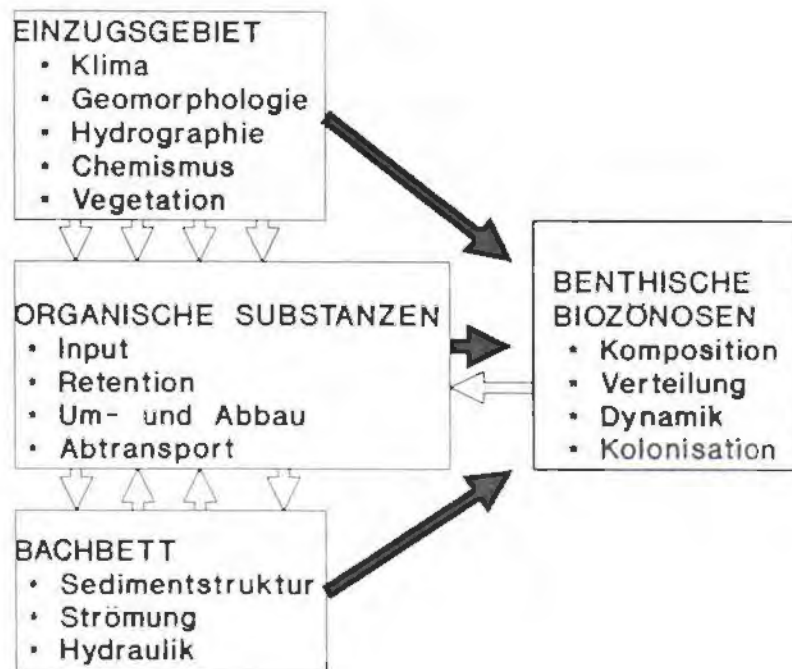 EINZUGSGEBIET
• Klima
• Geomorphologie
• Hydrographie
• Chemismus
• Vegetation
ORGANISCHE SUBSTANZEN
• Input
• Retention
• Um- und Abbau
• Abtransport
BACHBETT
• Sedimentstruktur
• Strömung
• Hydraulik
BENTHISCHE
BIOZÖNOSEN
• Komposition
• Verteilung
• Dynamik
• Kolonisation